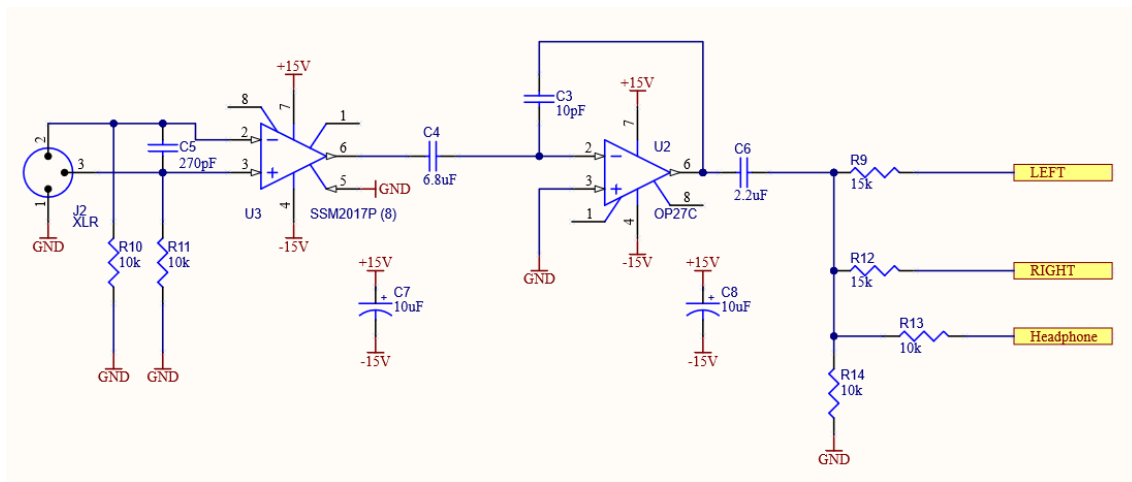 +15V
8
7
1
2
C5
270pF
2
6
3
3
5
GND
4
1
J2
XLR
GND
U3
SSM2017P (8)
-15V
R10
10k
R11
10k
GND
GND
+15V
C7
10uF
-15V
C4
6.8uF
C3
10pF
+15V
7
U2
2
6
3
8
1
OP27C
4
GND
-15V
+15V
C8
10uF
-15V
C6
2.2uF
R9
15k
LEFT
R12
15k
RIGHT
R13
10k
Headphone
R14
10k
GND
+
+